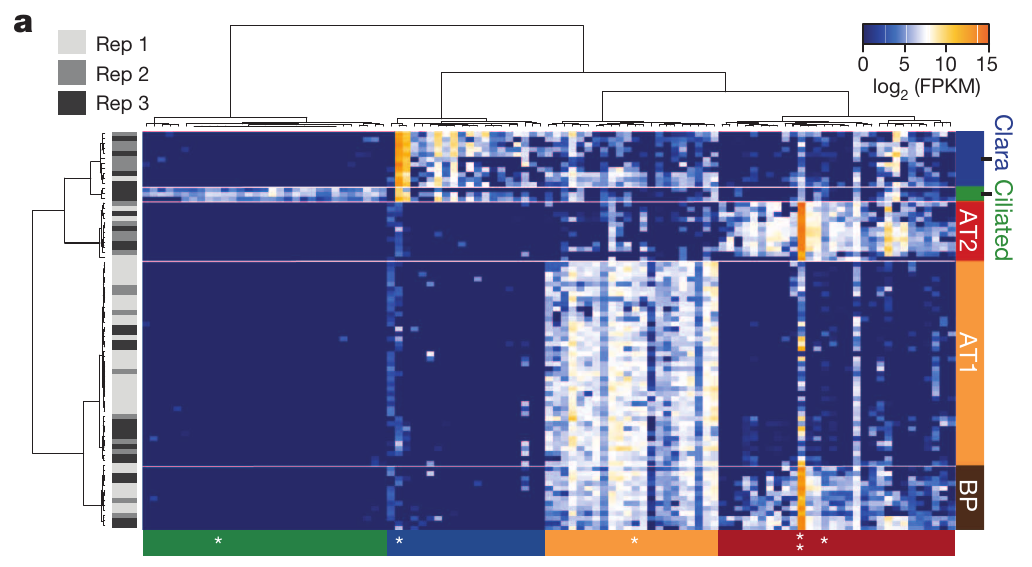 a
Rep 1
Rep 2
Rep 3
0 5 10 15
log2 (FPKM)
Clara
Ciliated
AT2
AT1
BP
* * * * *
*